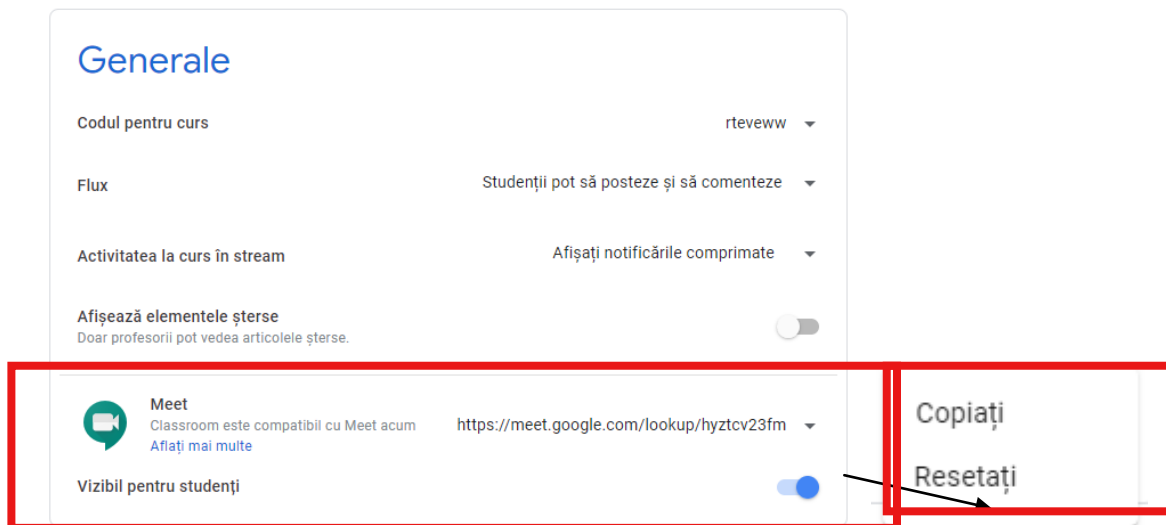 Generale
Codul pentru curs rteveww
Flux Studenții pot să posteze și să comenteze
Activitatea la curs în stream Afișați notificările comprimate
Afișează elementele șterse
Doar profesorii pot vedea articolele șterse.
Meet
Classroom este compatibil cu Meet acum https://meet.google.com/lookup/hyztcv23fm
Aflați mai multe
Vizibil pentru studenți
Copiați
Resetați